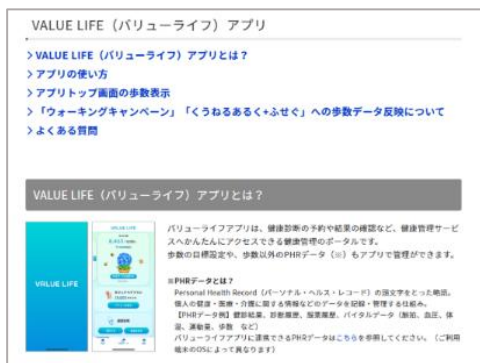 VALUE LIFE（バリューライフ）アプリ
> VALUE LIFE（バリューライフ）アプリとは？
> アプリの使い方
> アプリトップ画面の歩数表示
> 「ウォーキングキャンペーン」「くうねるあるく+ふせぐ」への歩数データ反映について
> よくある質問
VALUE LIFE（バリューライフ）アプリとは？
VALUE LIFE
VALUE LIFE
バリューライフアプリは、健康診断の予約や結果の確認など、健康管理サービ
スへかんたんにアクセスできる健康管理のポータルです。
歩数の目標設定や、歩数以外のPHRデータ（※）もアプリで管理ができます。
※PHRデータとは？
Personal Health Record（パーソナル・ヘルス・レコード）の頭文字をとった略語。
個人の健康・医療・介護に関する情報などのデータを記録・管理する仕組み。
【PHRデータ例】健診結果、診断履歴、服薬履歴、バイタルデータ（脈拍、血圧、体
温、運動量、歩数 など）
バリューライフアプリに連携できるPHRデータはこちらを参照してください。（ご利用
端末のOSによって異なります）